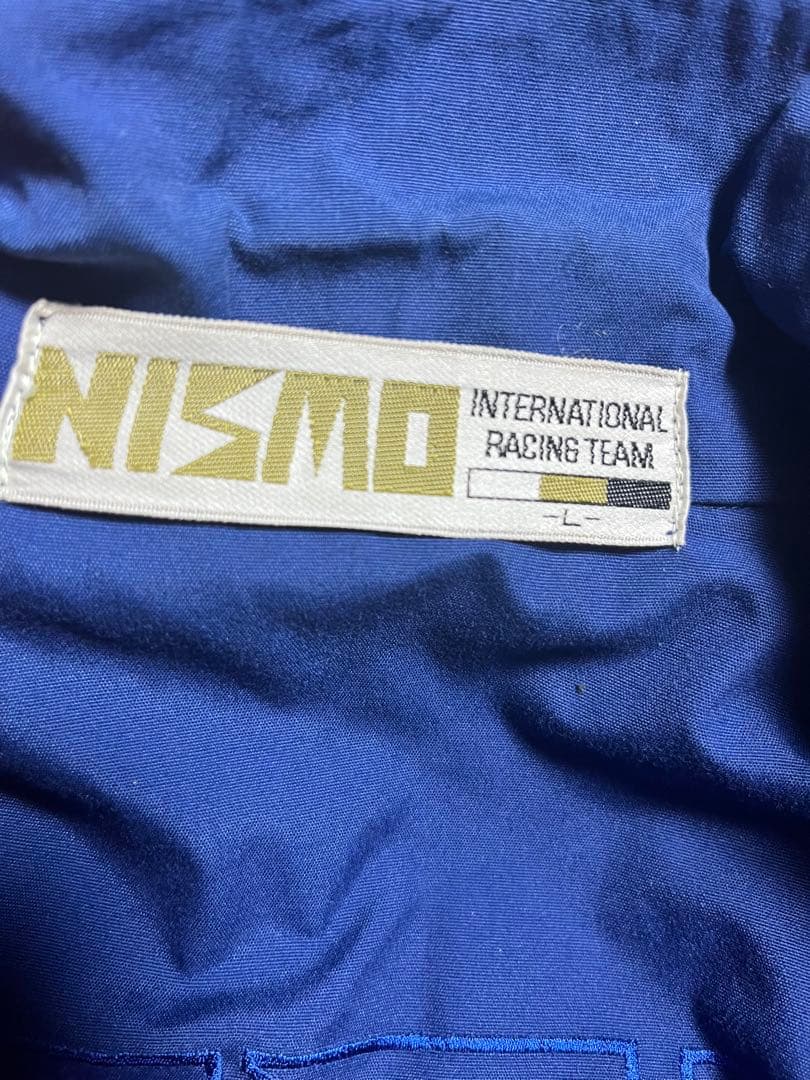 NISMO
INTERNATIONAL
RACING TEAM
-L-